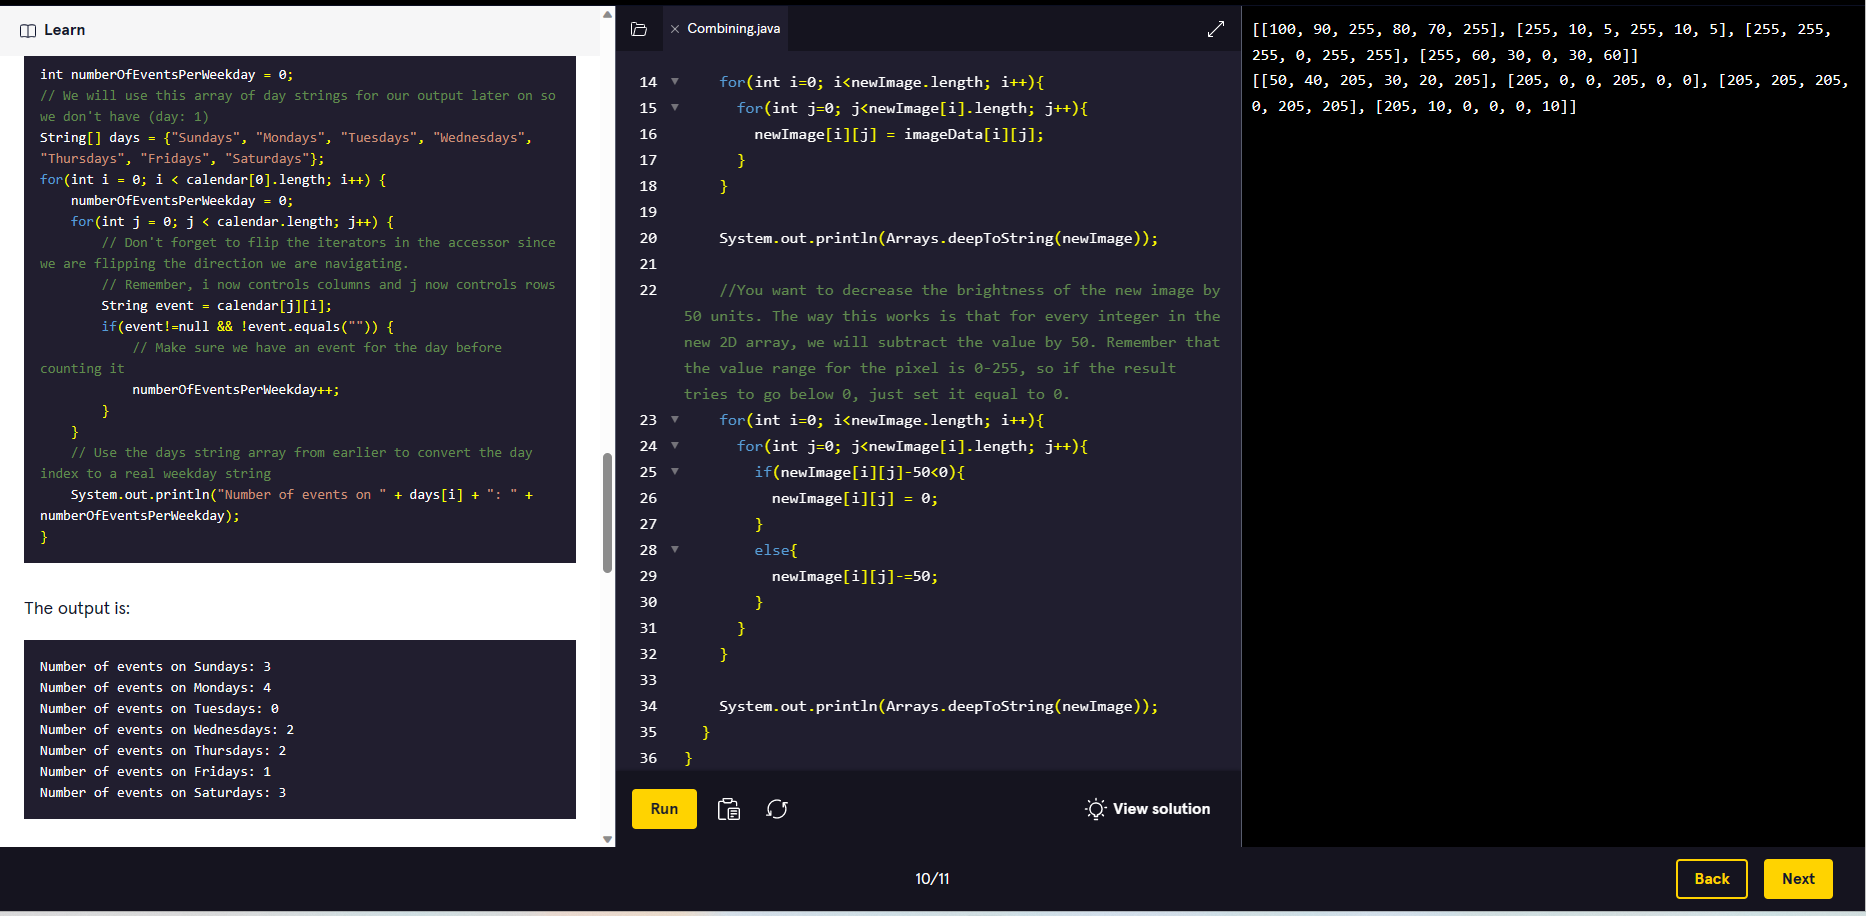 Learn
int numberOfEventsPerWeekday = 0;
// We will use this array of day strings for our output later on so
we don't have (day: 1)
String[] days = {"Sundays", "Mondays", "Tuesdays", "Wednesdays",
"Thursdays", "Fridays", "Saturdays"};
for(int i = 0; i < calendar[0].length; i++) {
numberOfEventsPerWeekday = 0;
for(int j = 0; j < calendar.length; j++) {
// Don't forget to flip the iterators in the accessor since
we are flipping the direction we are navigating.
// Remember, i now controls columns and j now controls rows
String event = calendar[j][i];
if(event!=null && !event.equals("")) {
// Make sure we have an event for the day before
counting it
numberOfEventsPerWeekday++;
}
}
// Use the days string array from earlier to convert the day
index to a real weekday string
System.out.println("Number of events on " + days[i] + ": " +
numberOfEventsPerWeekday);
}
The output is:
Number of events on Sundays: 3
Number of events on Mondays: 4
Number of events on Tuesdays: 0
Number of events on Wednesdays: 2
Number of events on Thursdays: 2
Number of events on Fridays: 1
Number of events on Saturdays: 3
Combining.java
14 for(int i=0; i<newImage.length; i++){
15 for(int j=0; j<newImage[i].length; j++){
16 newImage[i][j] = imageData[i][j];
17 }
18 }
19
20 System.out.println(Arrays.deepToString(newImage));
21
22 //You want to decrease the brightness of the new image by
50 units. The way this works is that for every integer in the
new 2D array, we will subtract the value by 50. Remember that
the value range for the pixel is 0-255, so if the result
tries to go below 0, just set it equal to 0.
23 for(int i=0; i<newImage.length; i++){
24 for(int j=0; j<newImage[i].length; j++){
25 if(newImage[i][j]-50<0){
26 newImage[i][j] = 0;
27 }
28 else{
29 newImage[i][j]-=50;
30 }
31 }
32 }
33
34 System.out.println(Arrays.deepToString(newImage));
35 }
36 }
Run
View solution
[[100, 90, 255, 80, 70, 255], [255, 10, 5, 255, 10, 5], [255, 255,
255, 0, 255, 255], [255, 60, 30, 0, 30, 60]]
[[50, 40, 205, 30, 20, 205], [205, 0, 0, 205, 0, 0], [205, 205, 205,
0, 205, 205], [205, 10, 0, 0, 0, 10]]
10/11
Back
Next